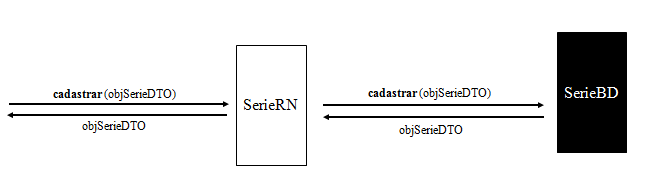 cadastrar (objSerieDTO)
objSerieDTO
SerieRN
cadastrar (objSerieDTO)
objSerieDTO
SerieBD